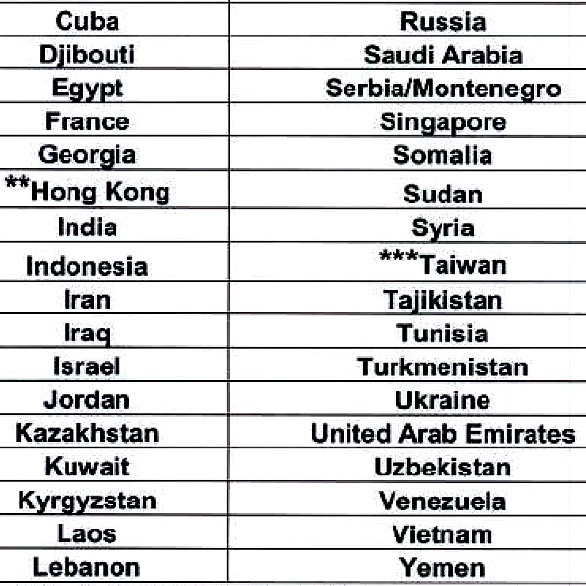 Cuba Russia
Djibouti Saudi Arabia
Egypt Serbia/Montenegro
France Singapore
Georgia Somalia
**Hong Kong Sudan
India Syria
Indonesia ***Taiwan
Iran Tajikistan
Iraq Tunisia
Israel Turkmenistan
Jordan Ukraine
Kazakhstan United Arab Emirates
Kuwait Uzbekistan
Kyrgyzstan Venezuela
Laos Vietnam
Lebanon Yemen